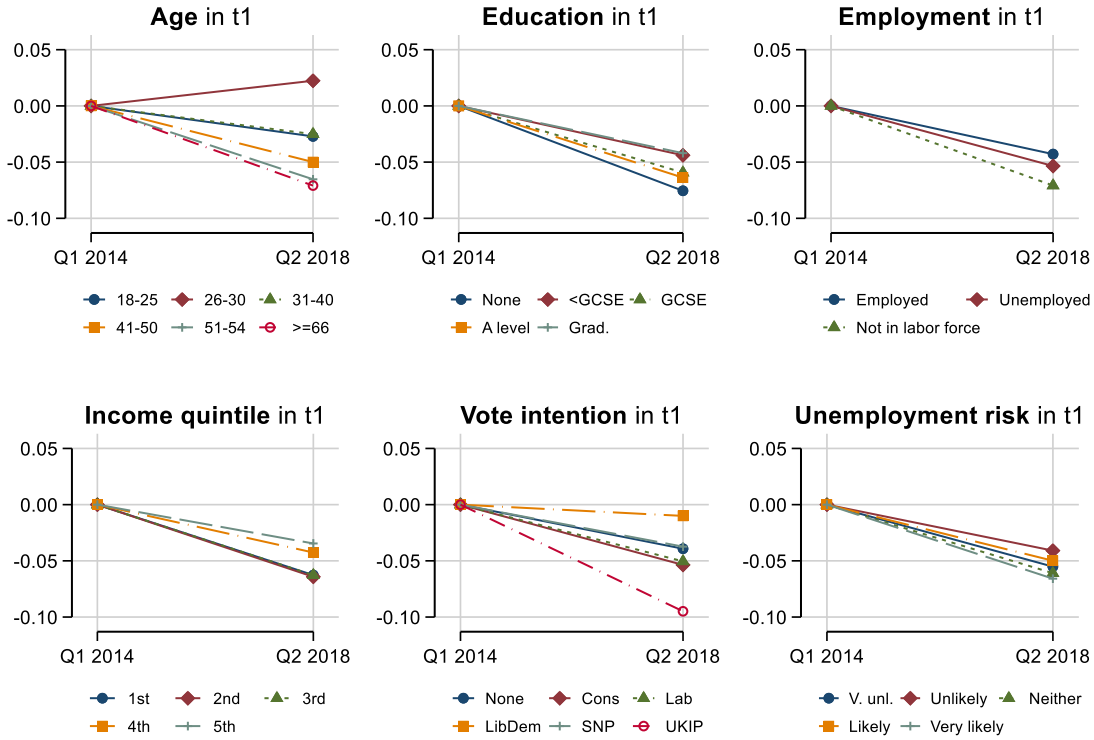 Age in t1
0.05
0.00
-0.05
-0.10
Q1 2014 Q2 2018
18-25 26-30 31-40
41-50 51-54 >=66
Education in t1
0.05
0.00
-0.05
-0.10
Q1 2014 Q2 2018
None <GCSE GCSE
A level Grad.
Employment in t1
0.05
0.00
-0.05
-0.10
Q1 2014 Q2 2018
Employed Unemployed
Not in labor force
Income quintile in t1
0.05
0.00
-0.05
-0.10
Q1 2014 Q2 2018
1st 2nd 3rd
4th 5th
Vote intention in t1
0.05
0.00
-0.05
-0.10
Q1 2014 Q2 2018
None Cons Lab
LibDem SNP UKIP
Unemployment risk in t1
0.05
0.00
-0.05
-0.10
Q1 2014 Q2 2018
V. unl. Unlikely Neither
Likely Very likely